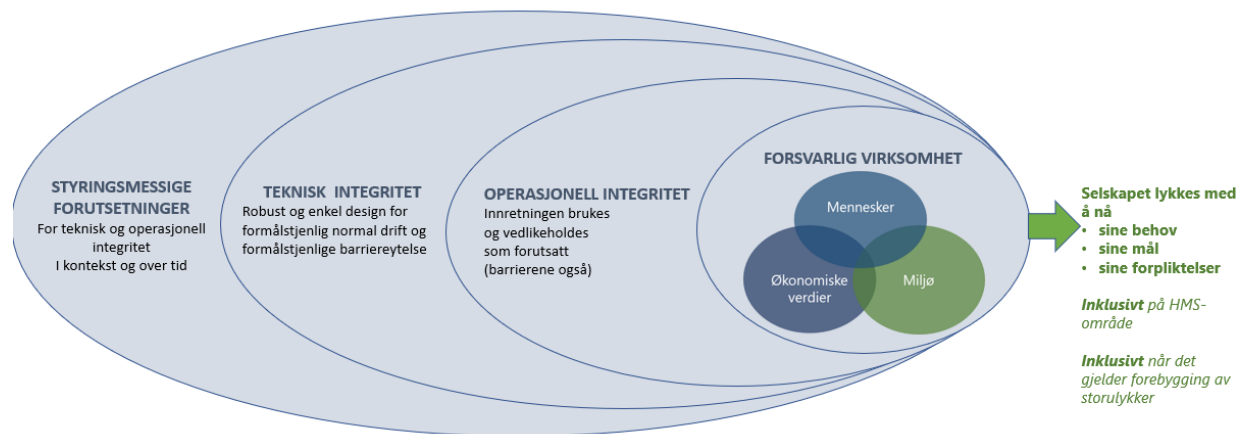 STYRINGSMESSIGE
FORUTSETNINGER
For teknisk og operasjonell
integritet
I kontekst og over tid
TEKNISK INTEGRITET
Robust og enkel design for
formålstjenlig normal drift og
formålstjenlige barriereytelse
OPERASJONELL INTEGRITET
Innretningen brukes
og vedlikeholdes
som forutsatt
(barrierene også)
FORSVARLIG VIRKSOMHET
Mennesker
Økonomiske
verdier
Miljø
Selskapet lykkes med
å nå
• sine behov
• sine mål
• sine forpliktelser
Inklusivt på HMS-
område
Inklusivt når det
gjelder forebygging av
storulykker